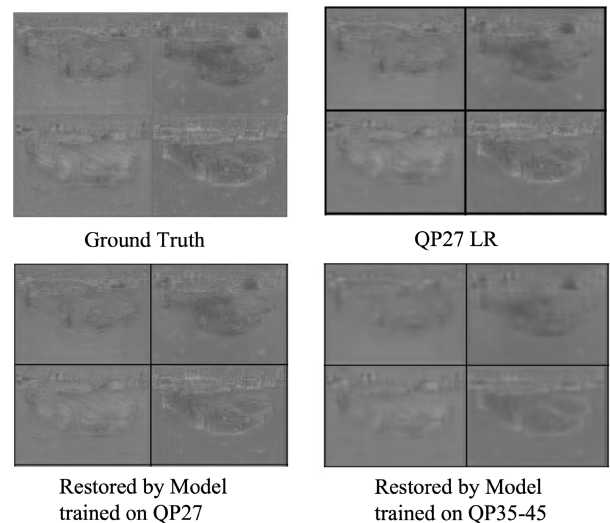 Ground Truth
QP27 LR
Restored by Model
trained on QP27
Restored by Model
trained on QP35-45